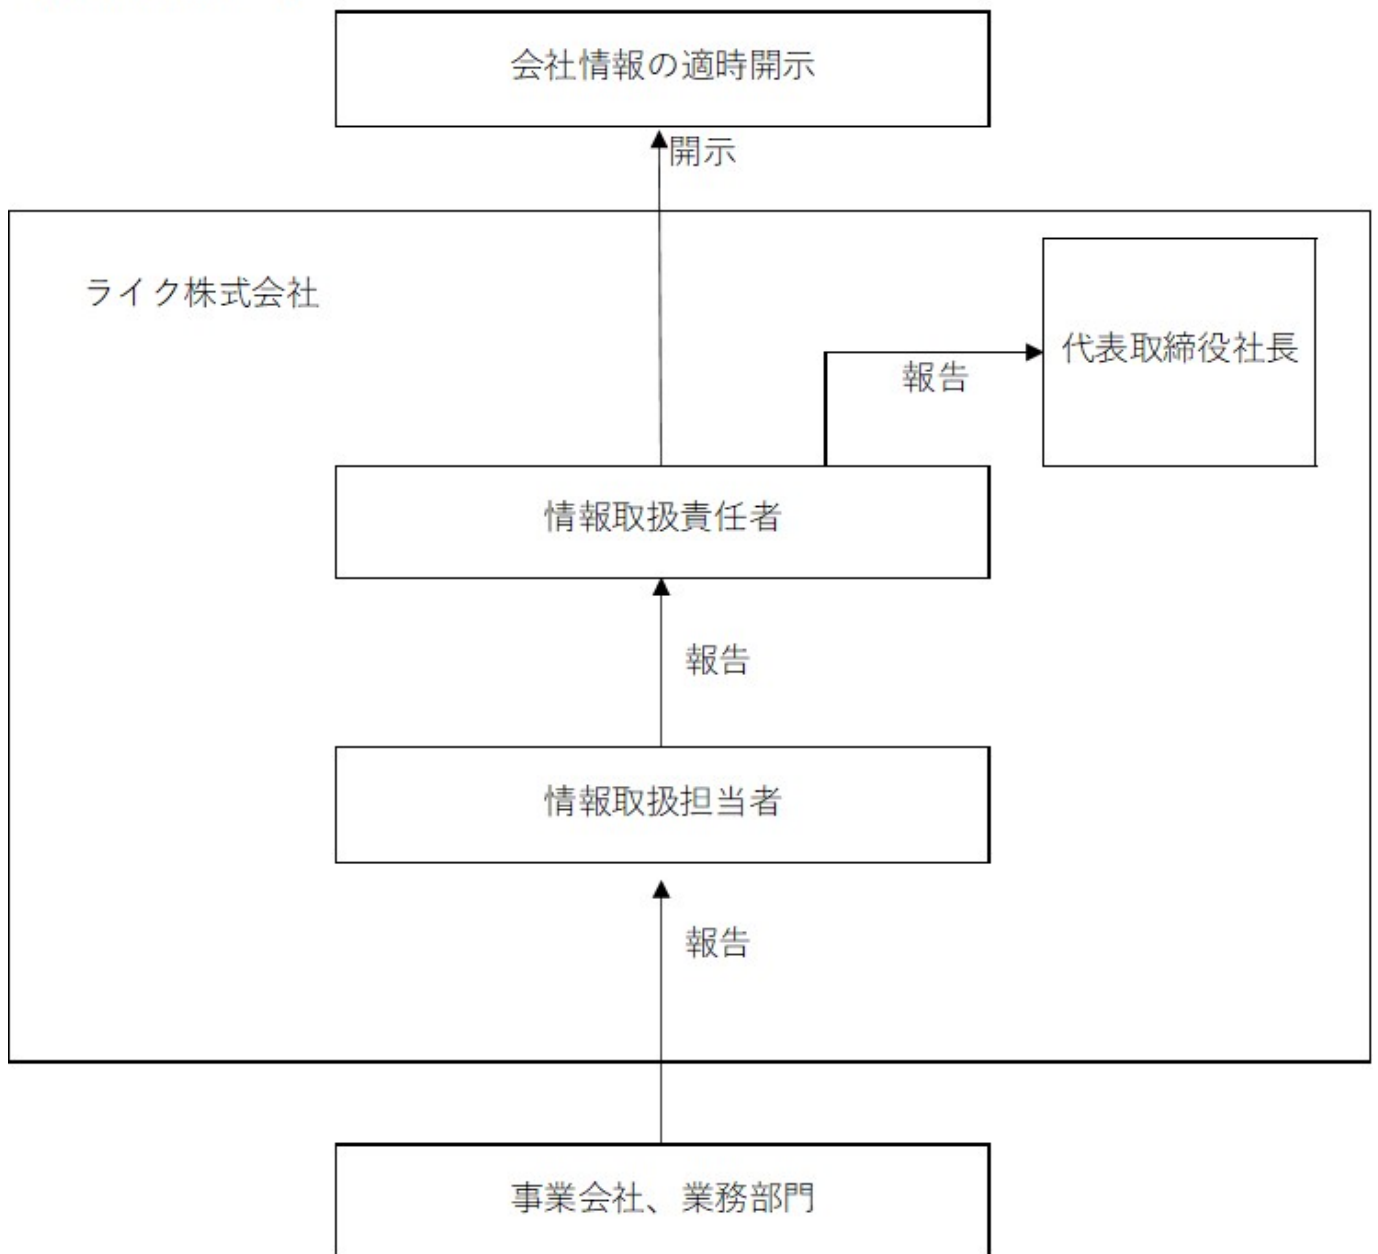 会社情報の適時開示
開示
ライク株式会社
代表取締役社長
報告
情報取扱責任者
報告
情報取扱担当者
報告
事業会社、業務部門